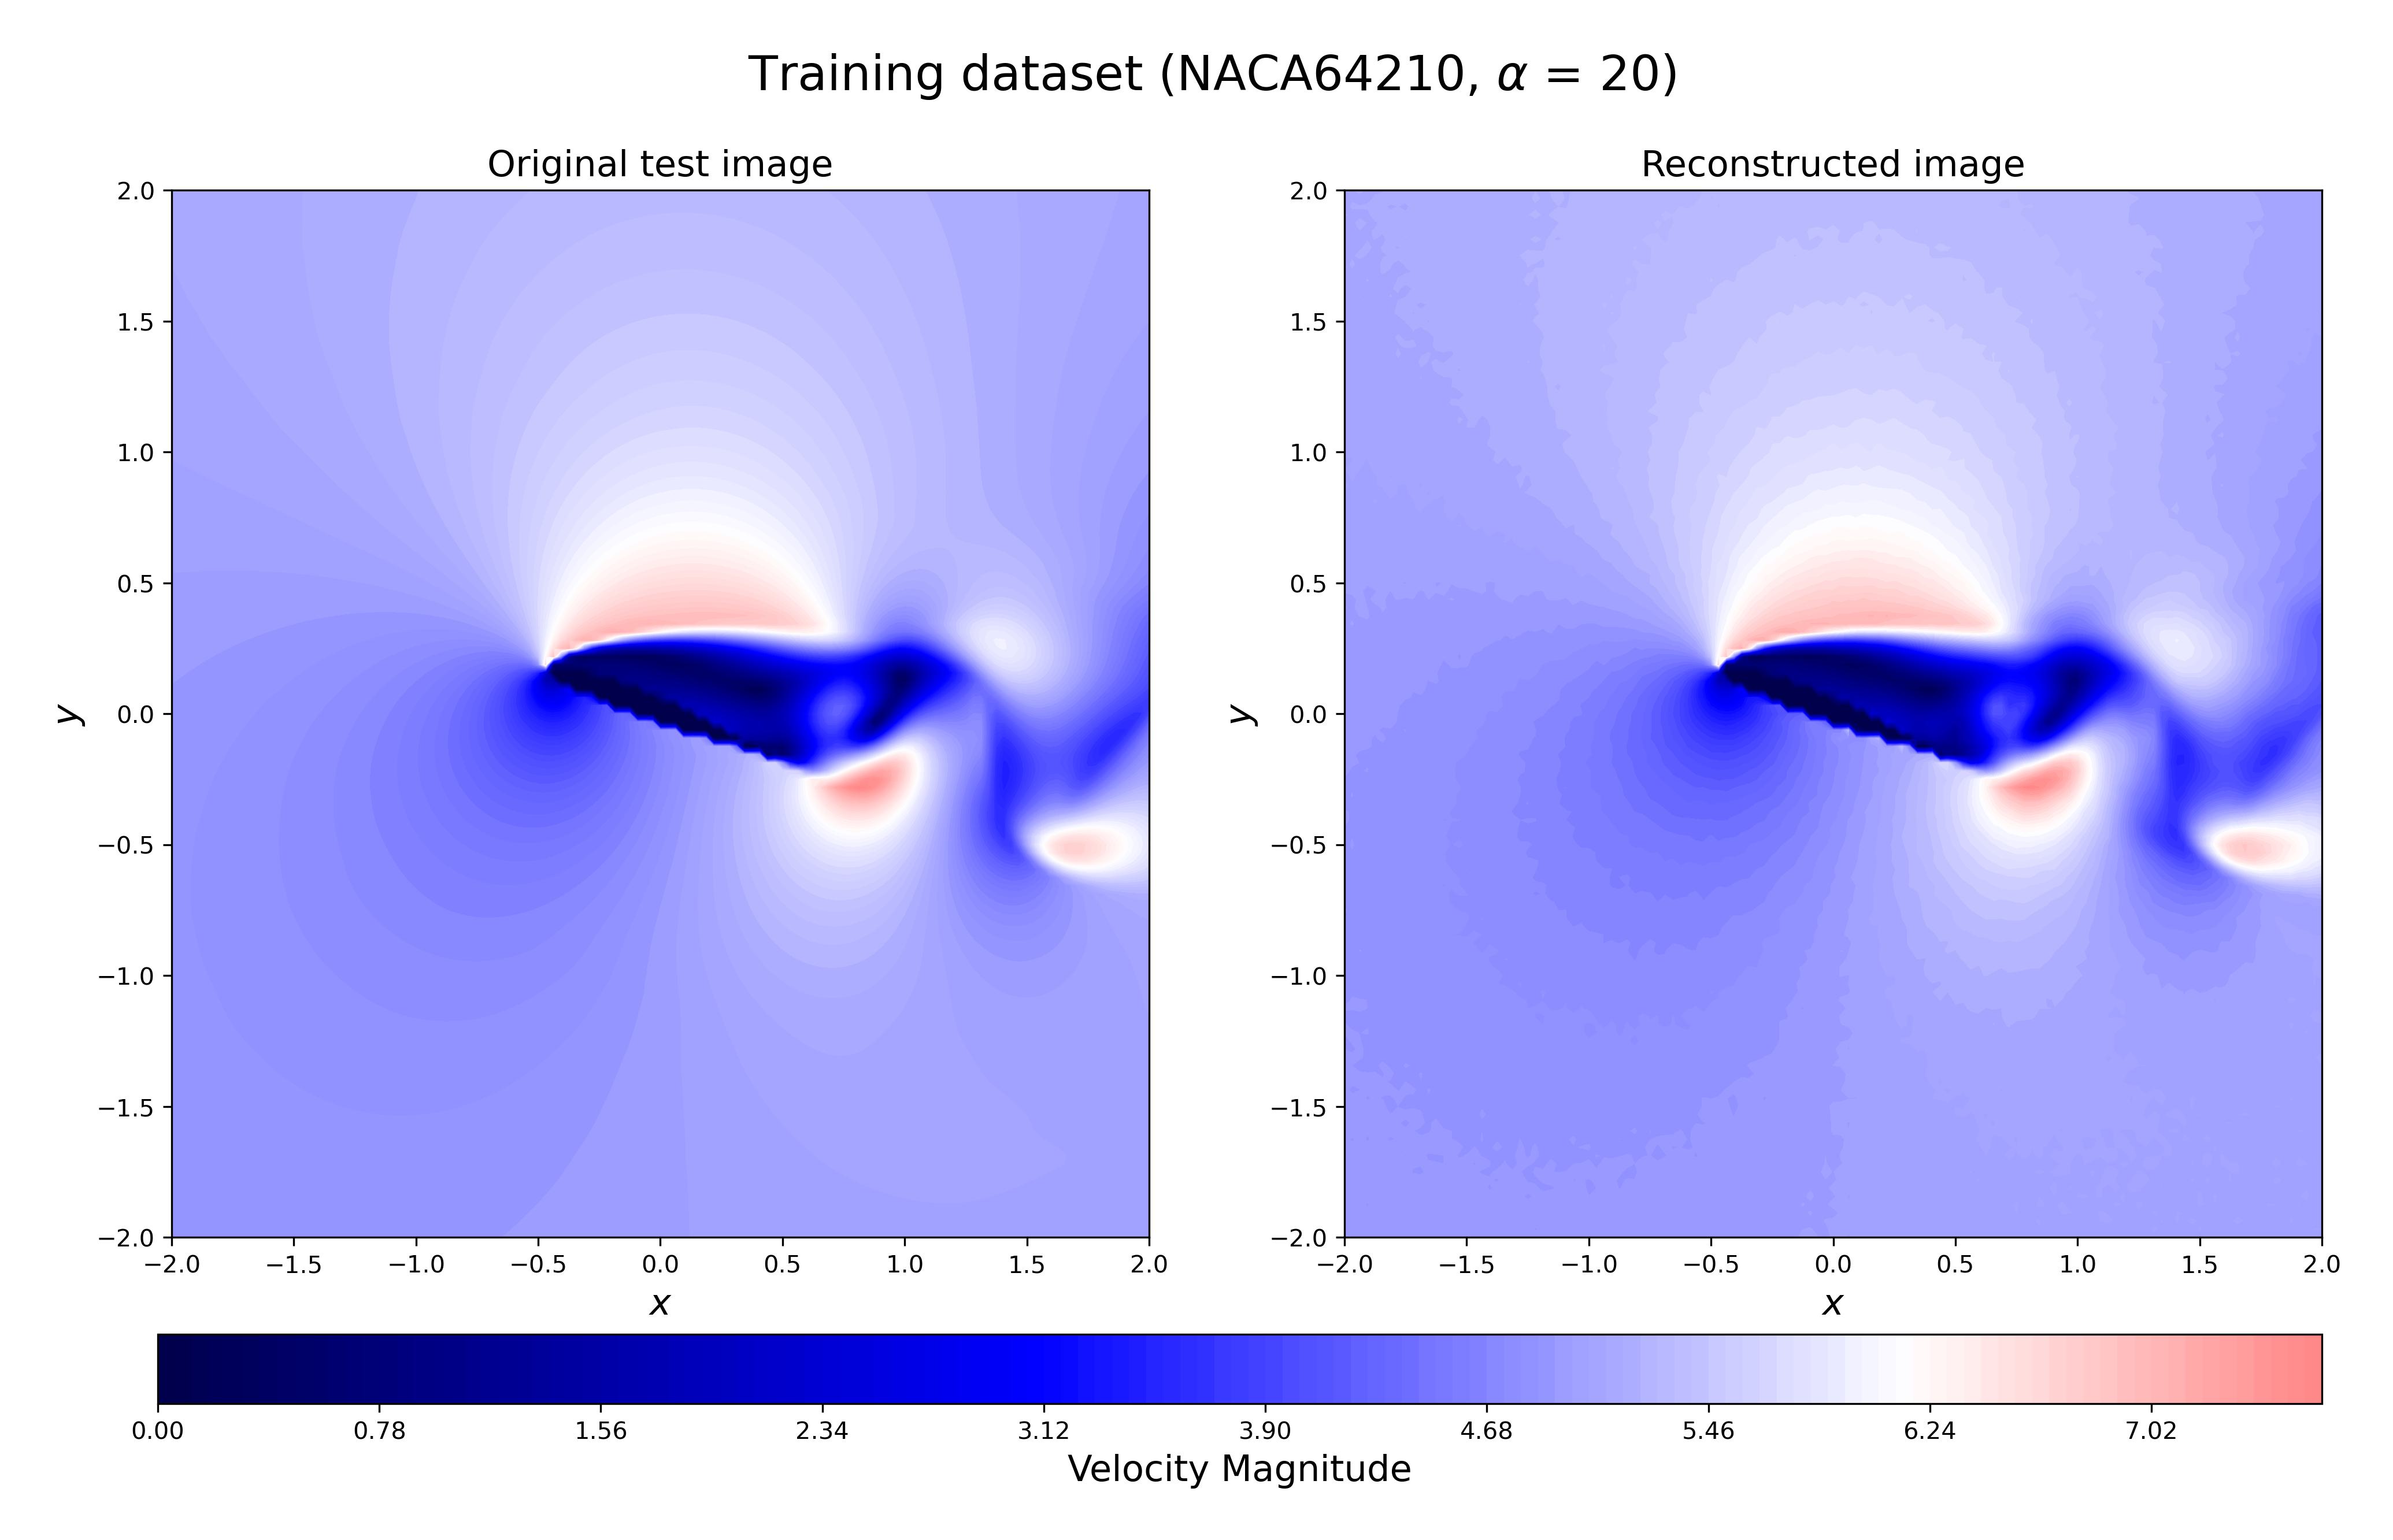 Training dataset (NACA64210, α = 20)
Original test image
2.0
1.5
1.0
0.5
0.0
−0.5
−1.0
−1.5
−2.0
y
−2.0 −1.5 −1.0 −0.5 0.0 0.5 1.0 1.5 2.0
x
Reconstructed image
2.0
1.5
1.0
0.5
0.0
−0.5
−1.0
−1.5
−2.0
y
−2.0 −1.5 −1.0 −0.5 0.0 0.5 1.0 1.5 2.0
x
0.00 0.78 1.56 2.34 3.12 3.90 4.68 5.46 6.24 7.02
Velocity Magnitude